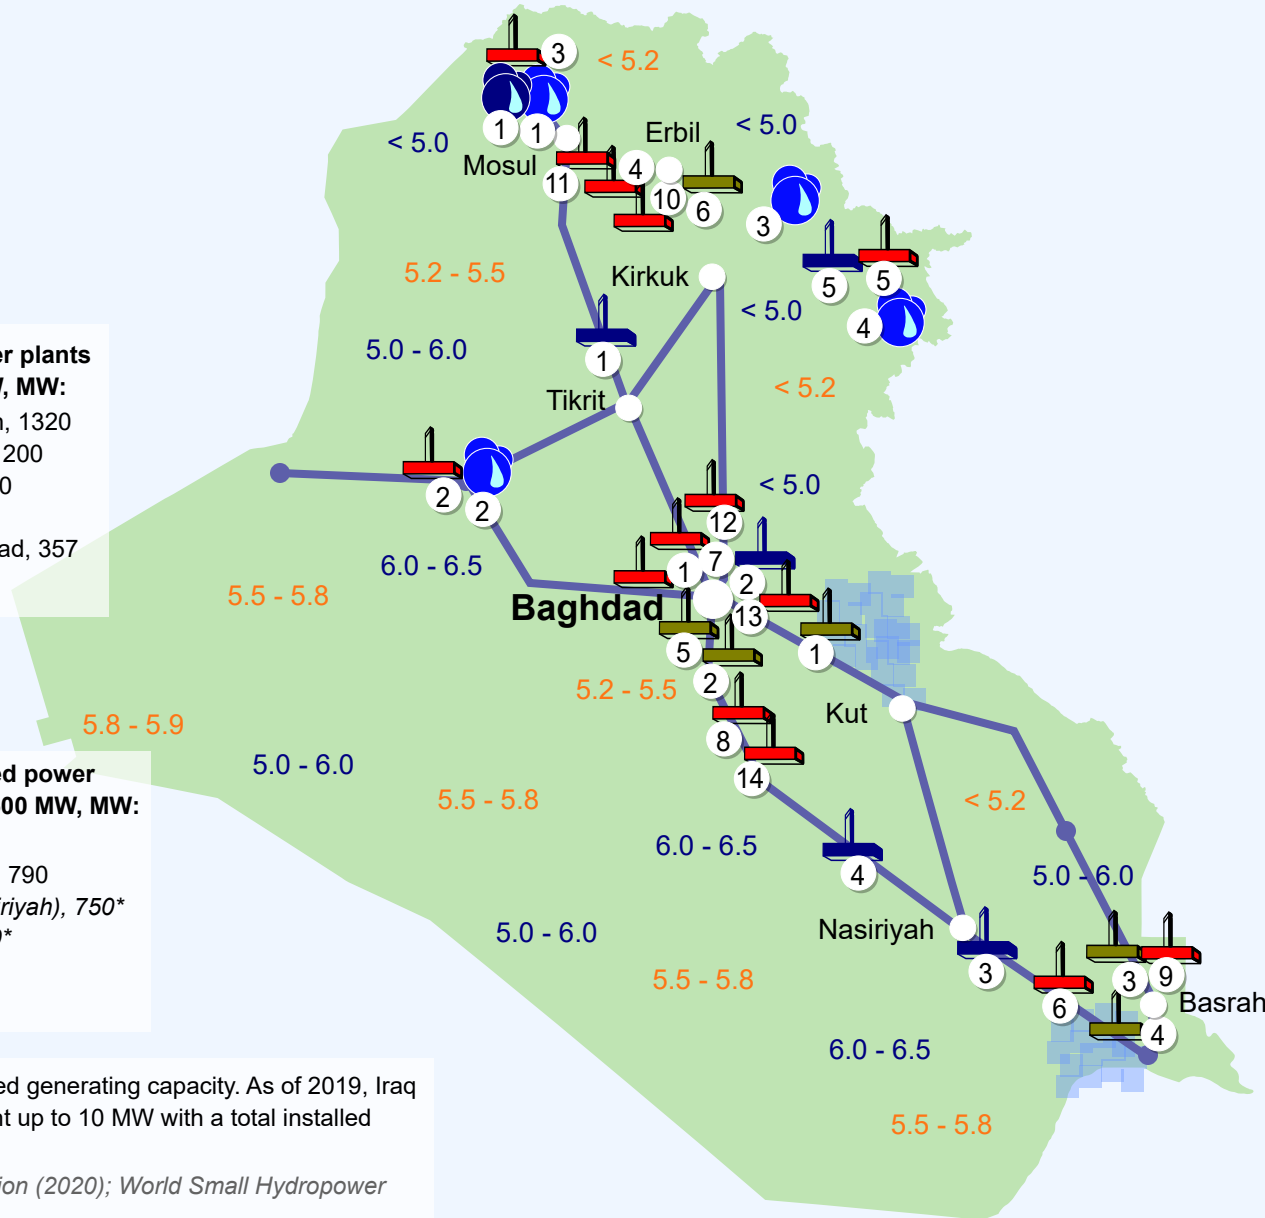 3
< 5.2
1
1
< 5.0
Mosul
Erbil
< 5.0
11
4
10
6
3
5.2 - 5.5
Kirkuk
5
5
< 5.0
4
5.0 - 6.0
1
< 5.2
Tikrit
er plants
V, MW:
n, 1320
200
0
ad, 357
2
2
< 5.0
12
6.0 - 6.5
5.5 - 5.8
1
7
2
Baghdad
13
5
1
5.2 - 5.5
2
Kut
5.8 - 5.9
8
14
5.0 - 6.0
5.5 - 5.8
< 5.2
ed power
00 MW, MW:
790
riyah), 750*
)*
6.0 - 6.5
4
5.0 - 6.0
5.0 - 6.0
Nasiriyah
3
5.5 - 5.8
6
3
9
Basrah
4
6.0 - 6.5
5.5 - 5.8
ed generating capacity. As of 2019, Iraq
nt up to 10 MW with a total installed
tion (2020); World Small Hydropower